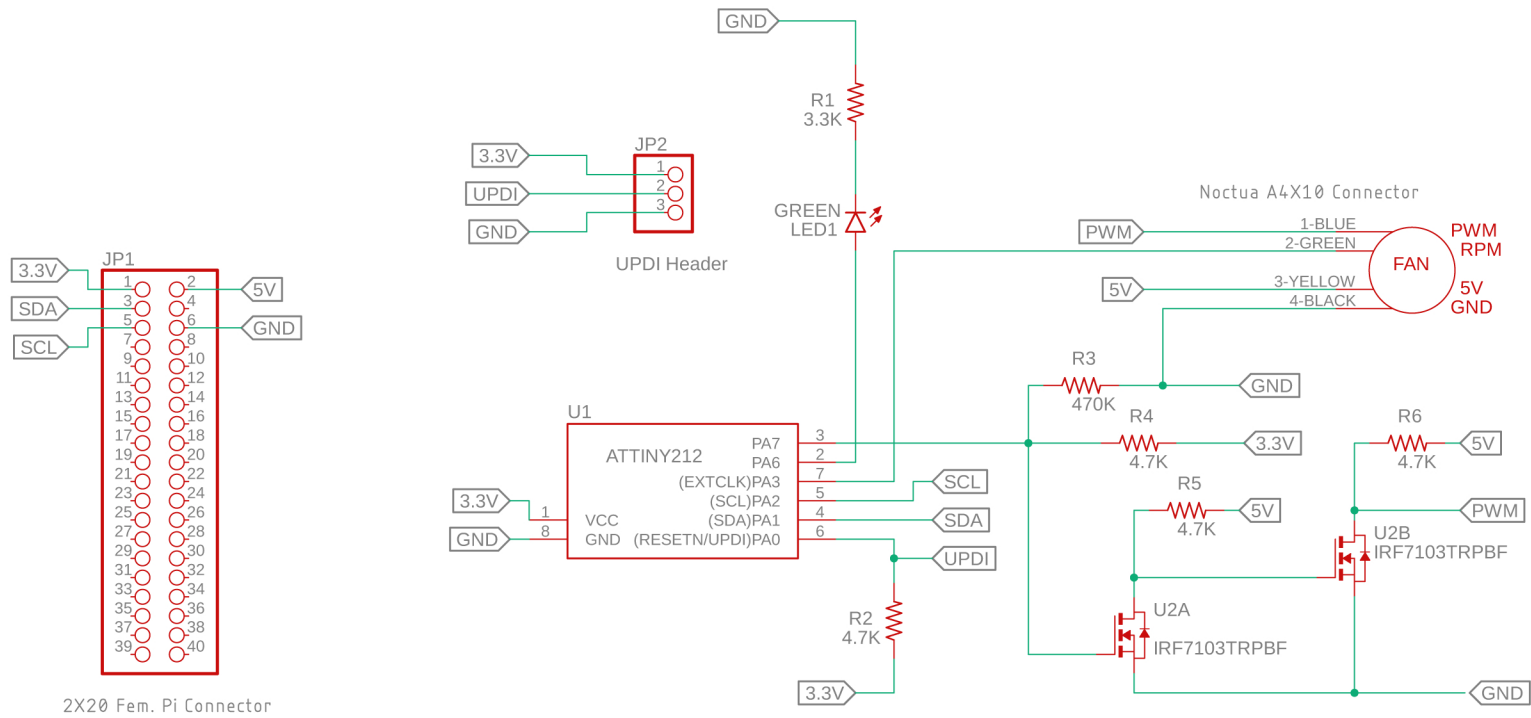 GND
R1
3.3K
GREEN
LED1
JP2
3.3V
UPDI
GND
1
2
3
UPDI Header
Noctua A4X10 Connector
PWM
5V
1-BLUE
2-GREEN
3-YELLOW
4-BLACK
FAN
PWM
RPM
5V
GND
JP1
3.3V
SDA
SCL
5V
GND
1 2
3 4
5 6
7 8
9 10
11 12
13 14
15 16
17 18
19 20
21 22
23 24
25 26
27 28
29 30
31 32
33 34
35 36
37 38
39 40
2X20 Fem. Pi Connector
U1
ATTINY212
3.3V
GND
1
8
VCC
GND
PA7 3
PA6 2
(EXTCLK)PA3 7
(SCL)PA2 5
(SDA)PA1 4
(RESETN/UPDI)PA0 6
SCL
SDA
UPDI
R2
4.7K
3.3V
R3
470K
GND
R4
4.7K
3.3V
R5
4.7K
5V
R6
4.7K
5V
PWM
U2B
IRF7103TRPBF
U2A
IRF7103TRPBF
GND